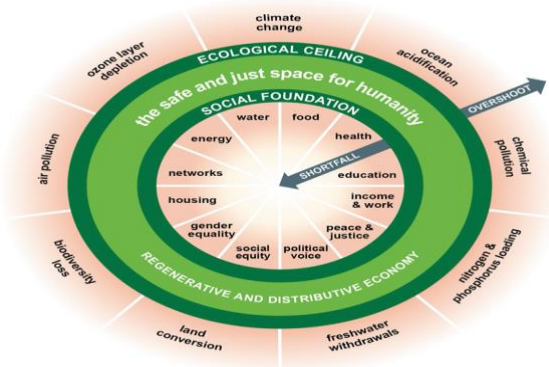 climate
change
ozone layer
depletion
ocean
acidification
ECOLOGICAL CEILING
the safe and just space for humanity
OVERSHOOT
SOCIAL FOUNDATION
water
food
energy
health
air pollution
chemical
pollution
SHORTFALL
networks
education
housing
income
& work
gender
equality
peace &
justice
social
equity
political
voice
biodiversity
loss
nitrogen &
phosphorus loading
REGENERATIVE AND DISTRIBUTIVE ECONOMY
land
conversion
freshwater
withdrawals